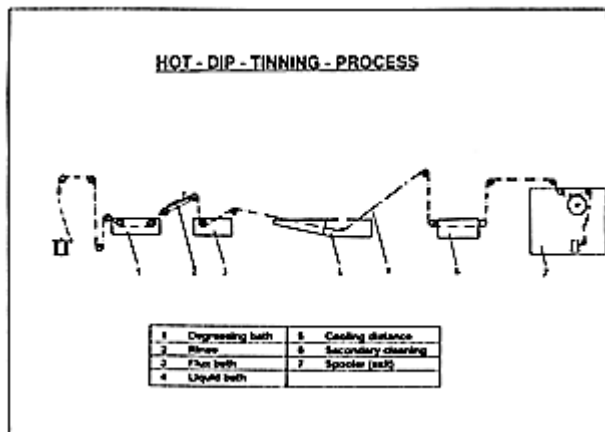 HOT - DIP - TINNING - PROCESS
1 2 3 4 5 6 7
1 Degreasing bath 5 Cooling distance
2 Rinse 6 Secondary cleaning
3 Flux bath 7 Spooler (exit)
4 Liquid bath